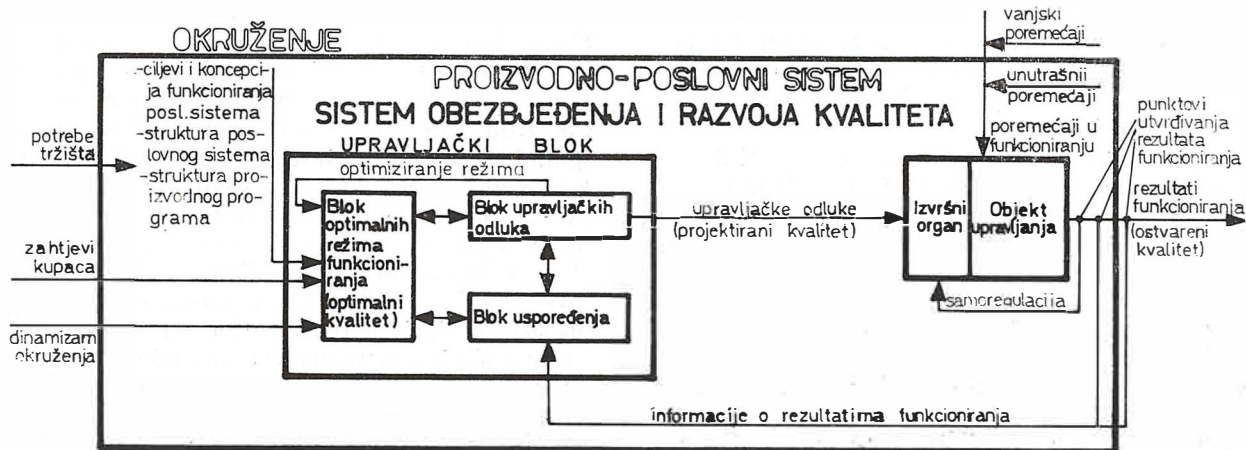 OKRUŽENJE
PROIZVODNO-POSLOVNI SISTEM
SISTEM OBEZBJEĐENJA I RAZVOJA KVALITETA
-ciljevi i koncepci-
ja funkcioniranja
posl.sistema
-struktura pos-
lovnog sistema
-struktura pro-
izvodnog pro-
grama
potrebe
tržišta
zahtjevi
kupaca
dinamizam
okruženja
UPRAVLJAČKI BLOK
optimiziranje režima
Blok
optimalnih
režima
funkcioni-
ranja
(optimalni
kvalitet)
Blok upravljačkih
odluka
Blok uspoređenja
upravljačke odluke
(projektirani kvalitet)
vanjski
poremećaji
unutrašnji
poremećaji
poremećaji u
funkcioniranju
Izvršni
organ
Objekt
upravljanja
samoregulacija
punktovi
utvrđivanja
rezultata
funkcioniranja
rezultati
funkcioniranja
(ostvareni
kvalitet)
informacije o rezultatima funkcioniranja